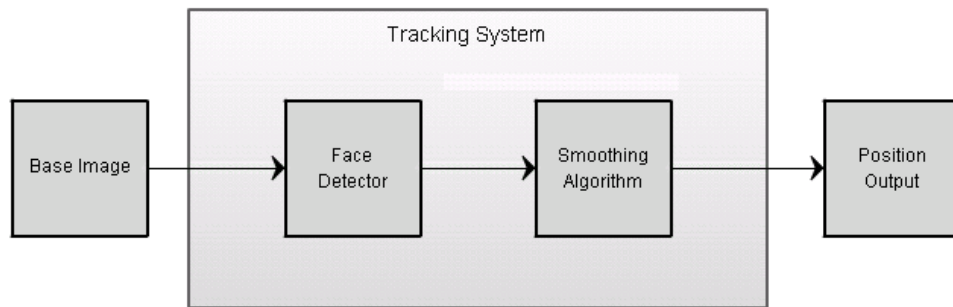 Tracking System
Base Image
Face
Detector
Smoothing
Algorithm
Position
Output